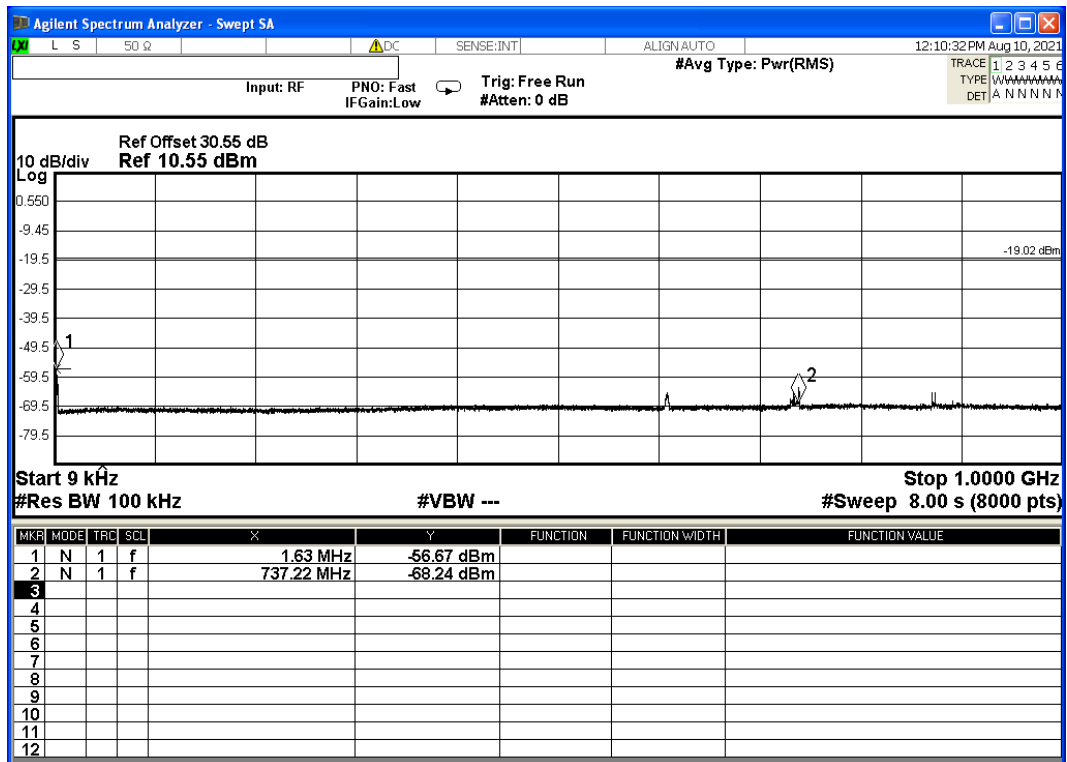 Agilent Spectrum Analyzer - Swept SA
LXI L S 50 Ω DC SENSE:INT ALIGN AUTO 12:10:32 PM Aug 10, 2021
#Avg Type: Pwr(RMS) TRACE 1 2 3 4 5 6
Input: RF PNO: Fast Trig: Free Run TYPE
IFGain:Low #Atten: 0 dB DET A N N N N N
Ref Offset 30.55 dB
10 dB/div Ref 10.55 dBm
Log
0.550
-9.45
-19.02 dBm
-19.5
-29.5
-39.5
-49.5
1
-59.5
2
-69.5
-79.5
Start 9 kHz Stop 1.0000 GHz
#Res BW 100 kHz #VBW --- #Sweep 8.00 s (8000 pts)
MKR MODE TRC SCL X Y FUNCTION FUNCTION WIDTH FUNCTION VALUE
1 N 1 f 1.63 MHz -56.67 dBm
2 N 1 f 737.22 MHz -68.24 dBm
3
4
5
6
7
8
9
10
11
12